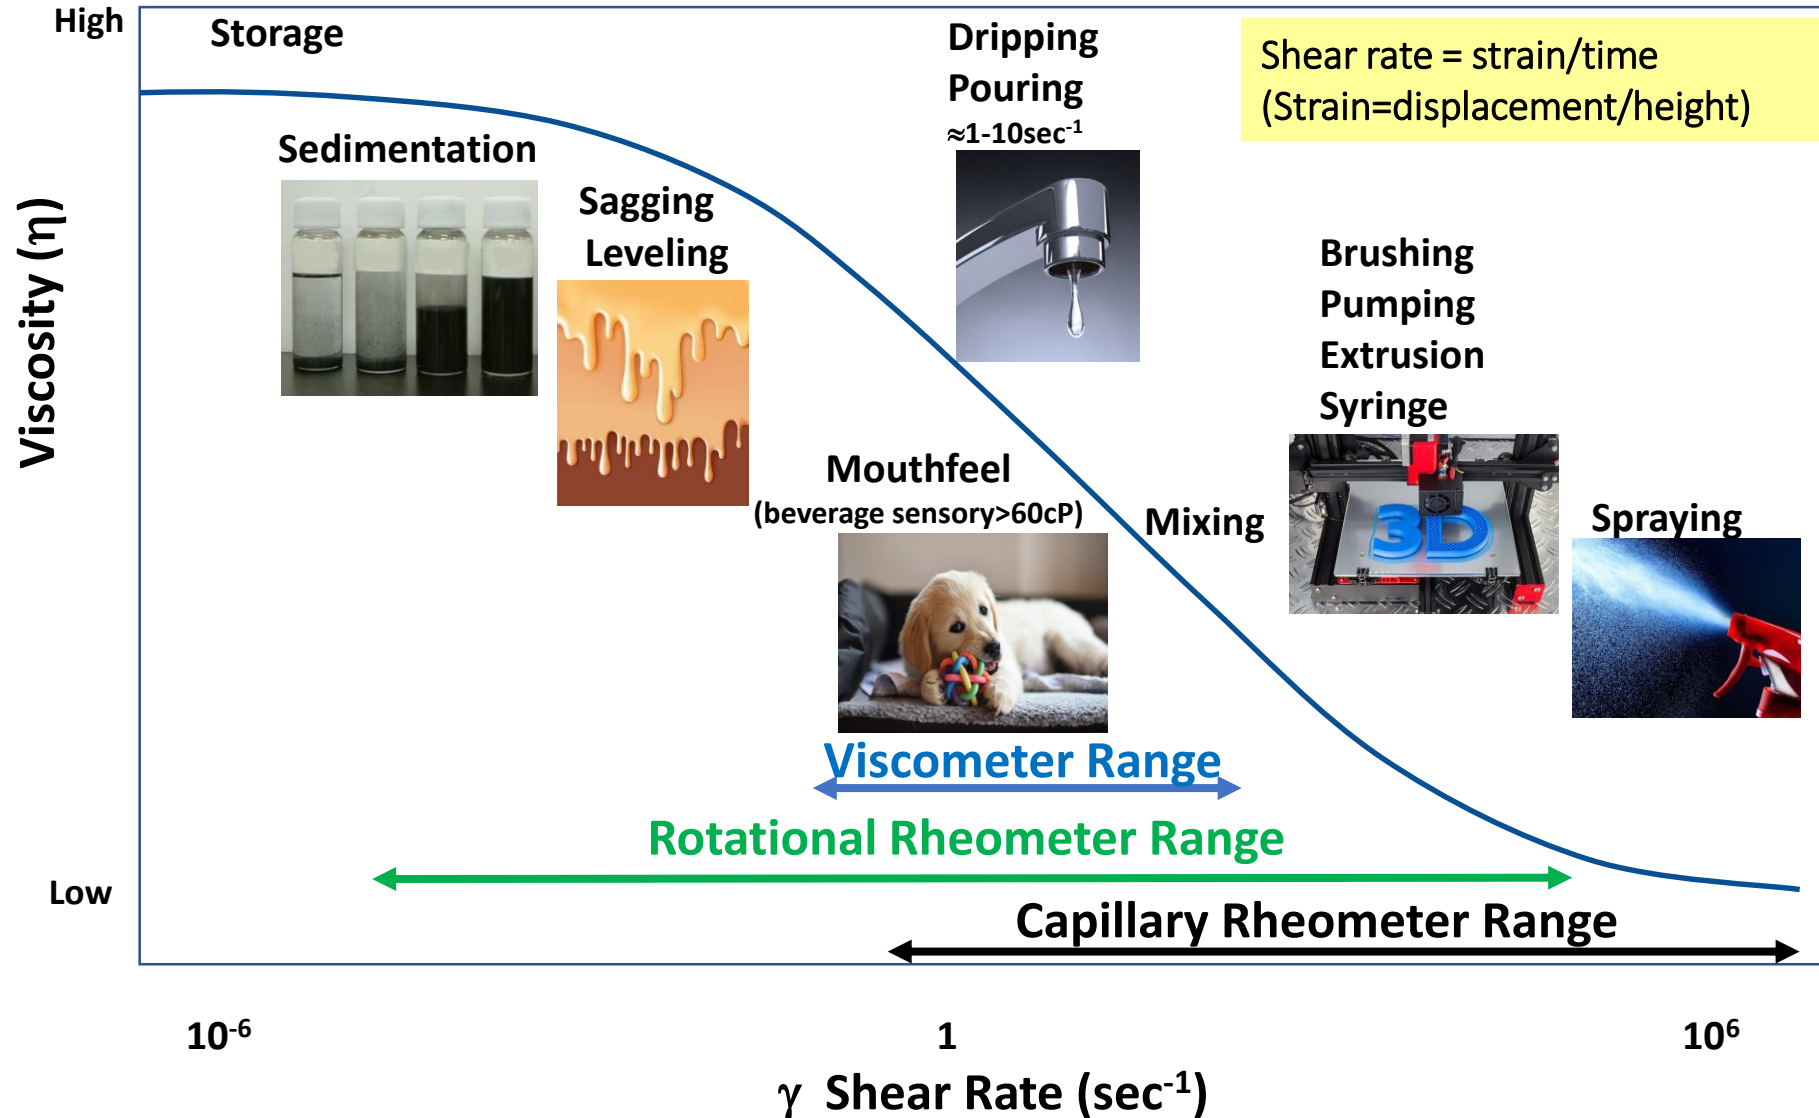 High
Storage
Dripping
Pouring
≈1-10sec⁻¹
Shear rate = strain/time
(Strain=displacement/height)
Sedimentation
Sagging
Leveling
Brushing
Pumping
Extrusion
Syringe
Viscosity (η)
Mouthfeel
(beverage sensory>60cP)
Mixing
Spraying
3D
Viscometer Range
Rotational Rheometer Range
Low
Capillary Rheometer Range
10⁻⁶
1
10⁶
γ Shear Rate (sec⁻¹)